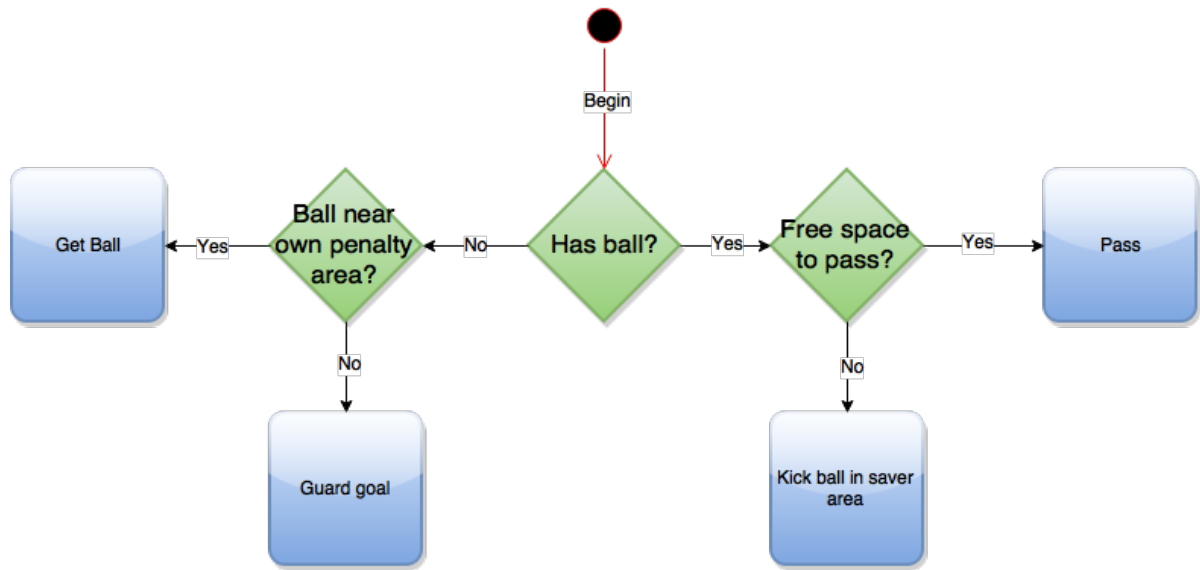 Begin
Ball near
own penalty
area?
Has ball?
Free space
to pass?
Get Ball
Yes
No
Yes
Yes
Pass
No
No
Guard goal
Kick ball in saver
area